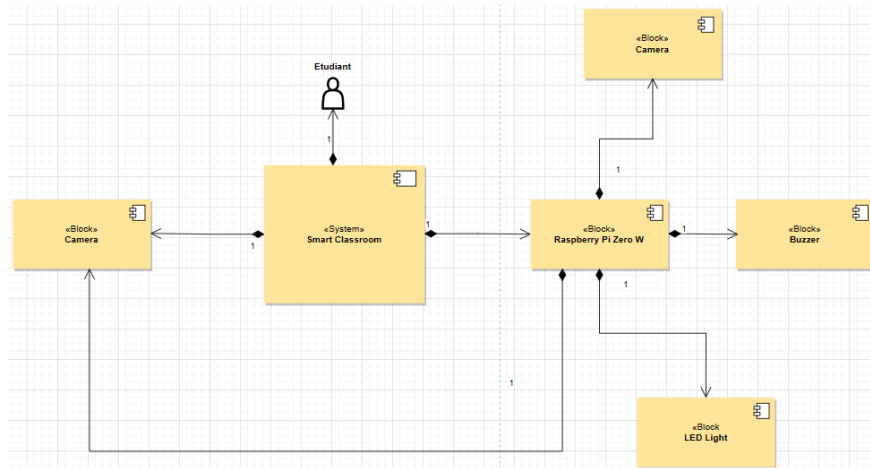 «Block»
Camera
Etudiant
1
1
«Block»
Camera
1
«System»
Smart Classroom
1
«Block»
Raspberry Pi Zero W
1
«Block»
Buzzer
1
1
«Block
LED Light